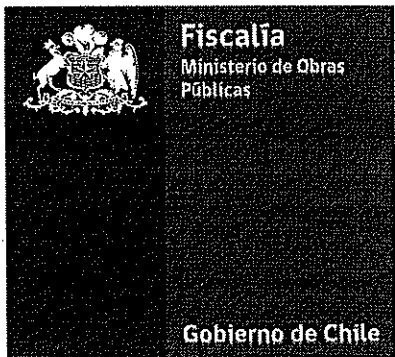 Fiscalía
Ministerio de Obras
Públicas
Gobierno de Chile